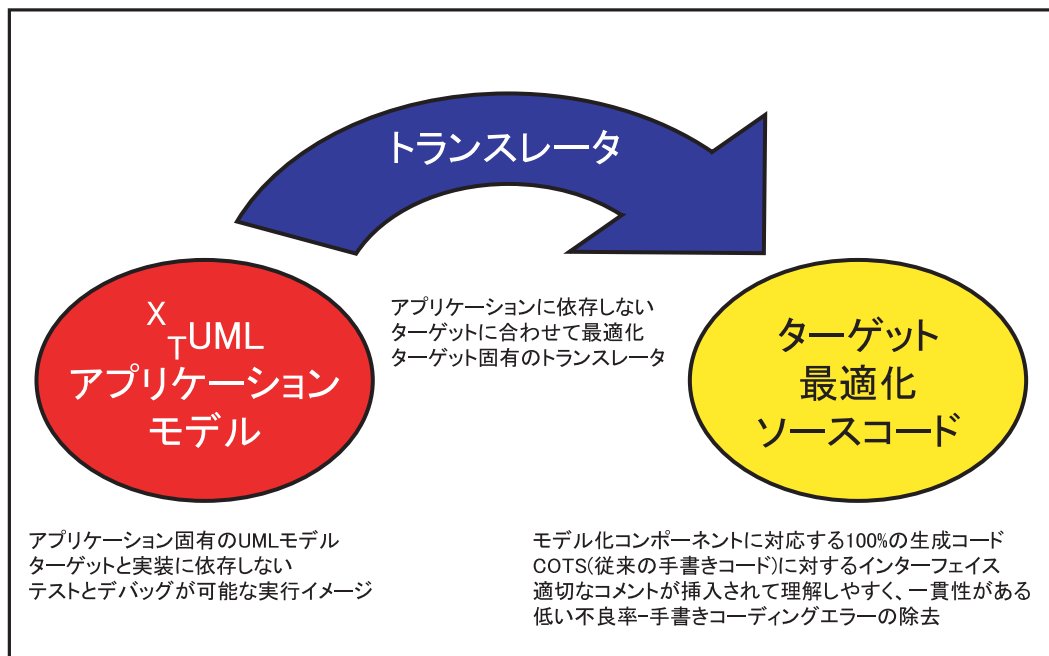 トランスレータ
XTUML
アプリケーション
モデル
アプリケーションに依存しない
ターゲットに合わせて最適化
ターゲット固有のトランスレータ
ターゲット
最適化
ソースコード
アプリケーション固有のUMLモデル
ターゲットと実装に依存しない
テストとデバッグが可能な実行イメージ
モデル化コンポーネントに対応する100%の生成コード
COTS(従来の手書きコード)に対するインターフェイス
適切なコメントが挿入されて理解しやすく、一貫性がある
低い不良率-手書きコーディングエラーの除去